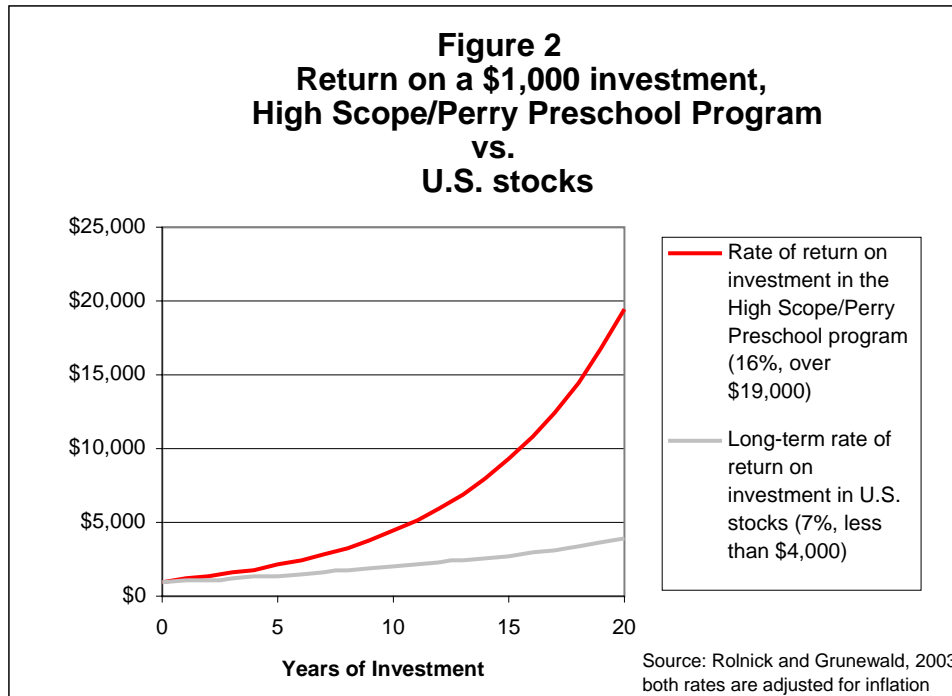 Figure 2
Return on a $1,000 investment,
High Scope/Perry Preschool Program
vs.
U.S. stocks
$25,000
$20,000
$15,000
$10,000
$5,000
$0
0 5 10 15 20
Years of Investment
Rate of return on
investment in the
High Scope/Perry
Preschool program
(16%, over
$19,000)
Long-term rate of
return on
investment in U.S.
stocks (7%, less
than $4,000)
Source: Rolnick and Grunewald, 2003
both rates are adjusted for inflation